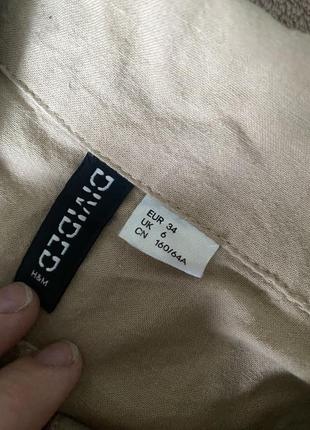 DIVIDED
H&M
EUR 34
UK 6
CN 160/64A